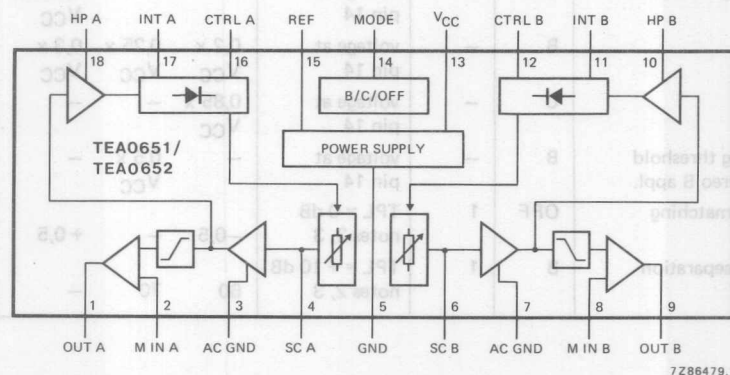 HP A INT A CTRL A REF MODE VCC CTRL B INT B HP B
18 17 16 15 14 13 12 11 10
B/C/OFF
POWER SUPPLY
TEA0651/
TEA0652
1 2 3 4 5 6 7 8 9
OUT A M IN A AC GND SC A GND SC B AC GND M IN B OUT B
7Z86479.